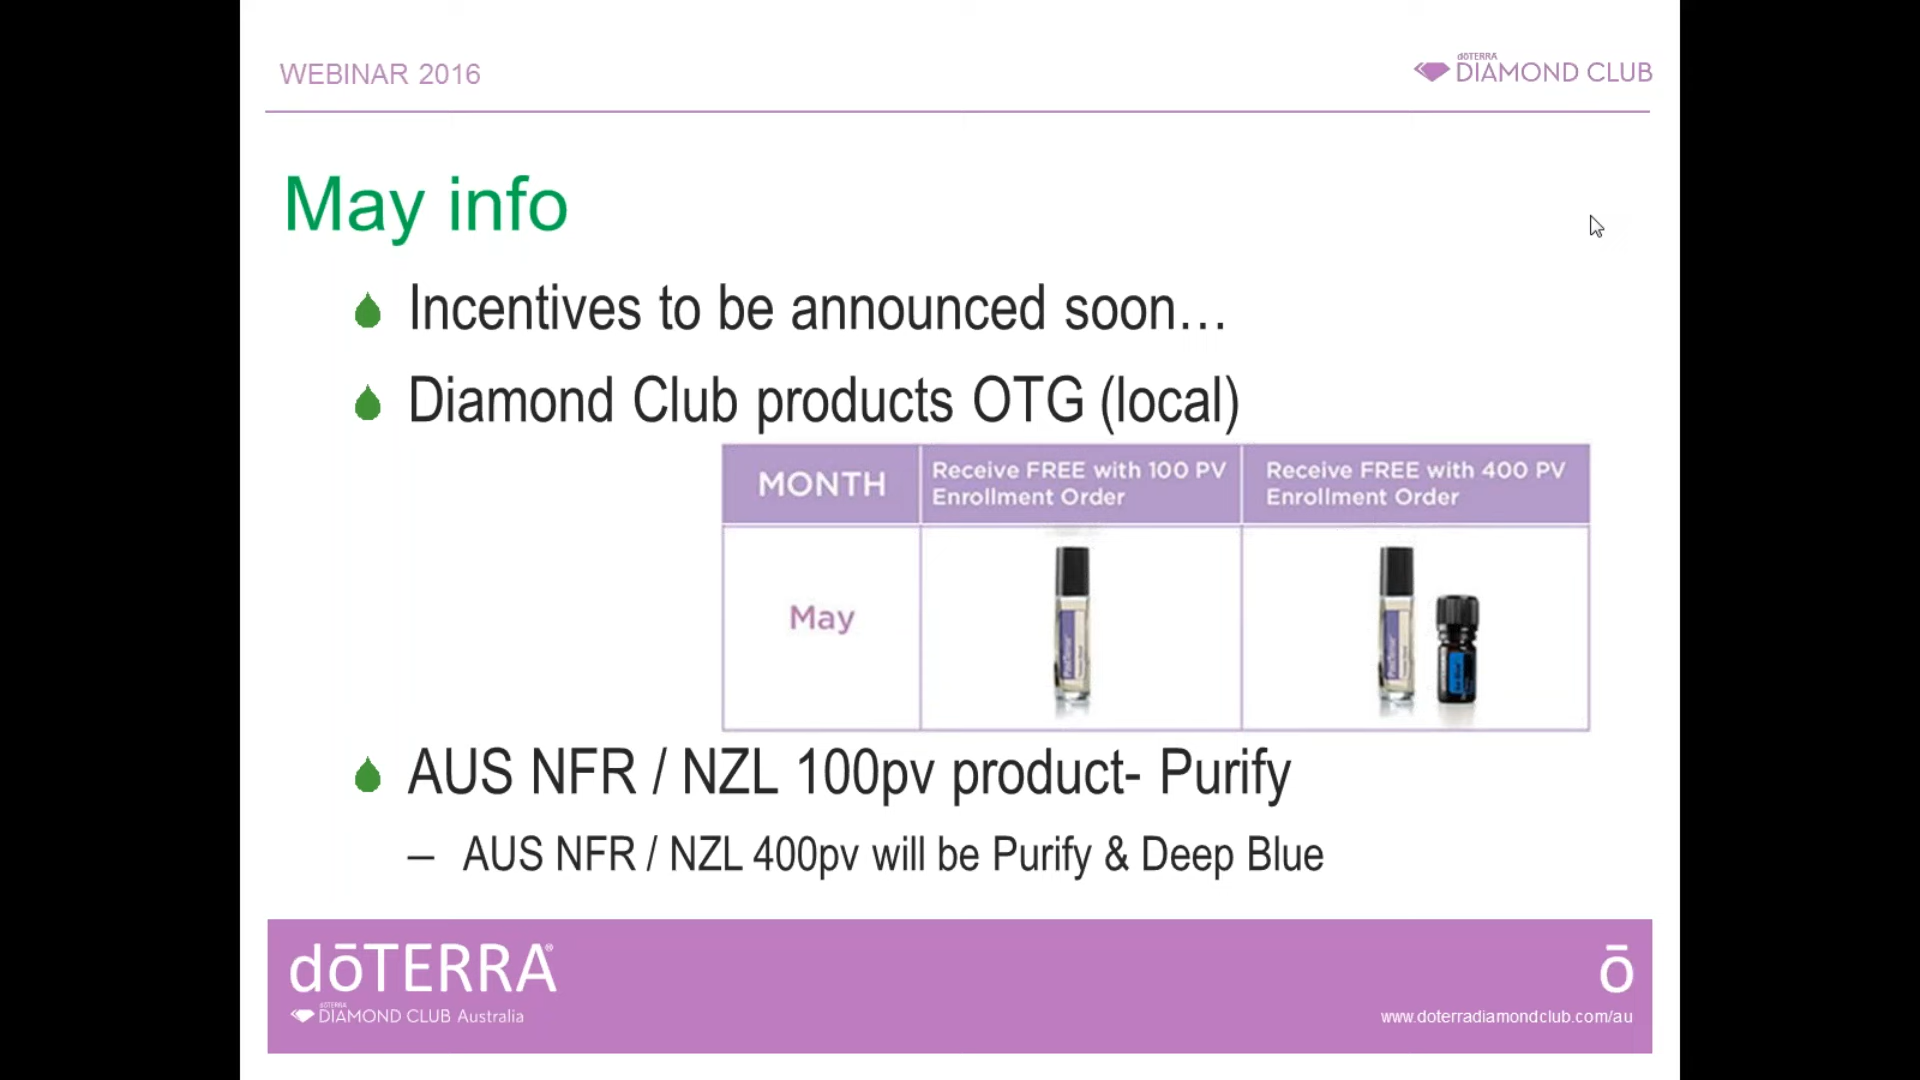 WEBINAR 2016
dōTERRA
DIAMOND CLUB
May info
Incentives to be announced soon…
Diamond Club products OTG (local)
MONTH
Receive FREE with 100 PV
Enrollment Order
Receive FREE with 400 PV
Enrollment Order
May
AUS NFR / NZL 100pv product- Purify
– AUS NFR / NZL 400pv will be Purify & Deep Blue
dōTERRA®
dōTERRA
DIAMOND CLUB Australia
ō
www.doterradiamondclub.com/au